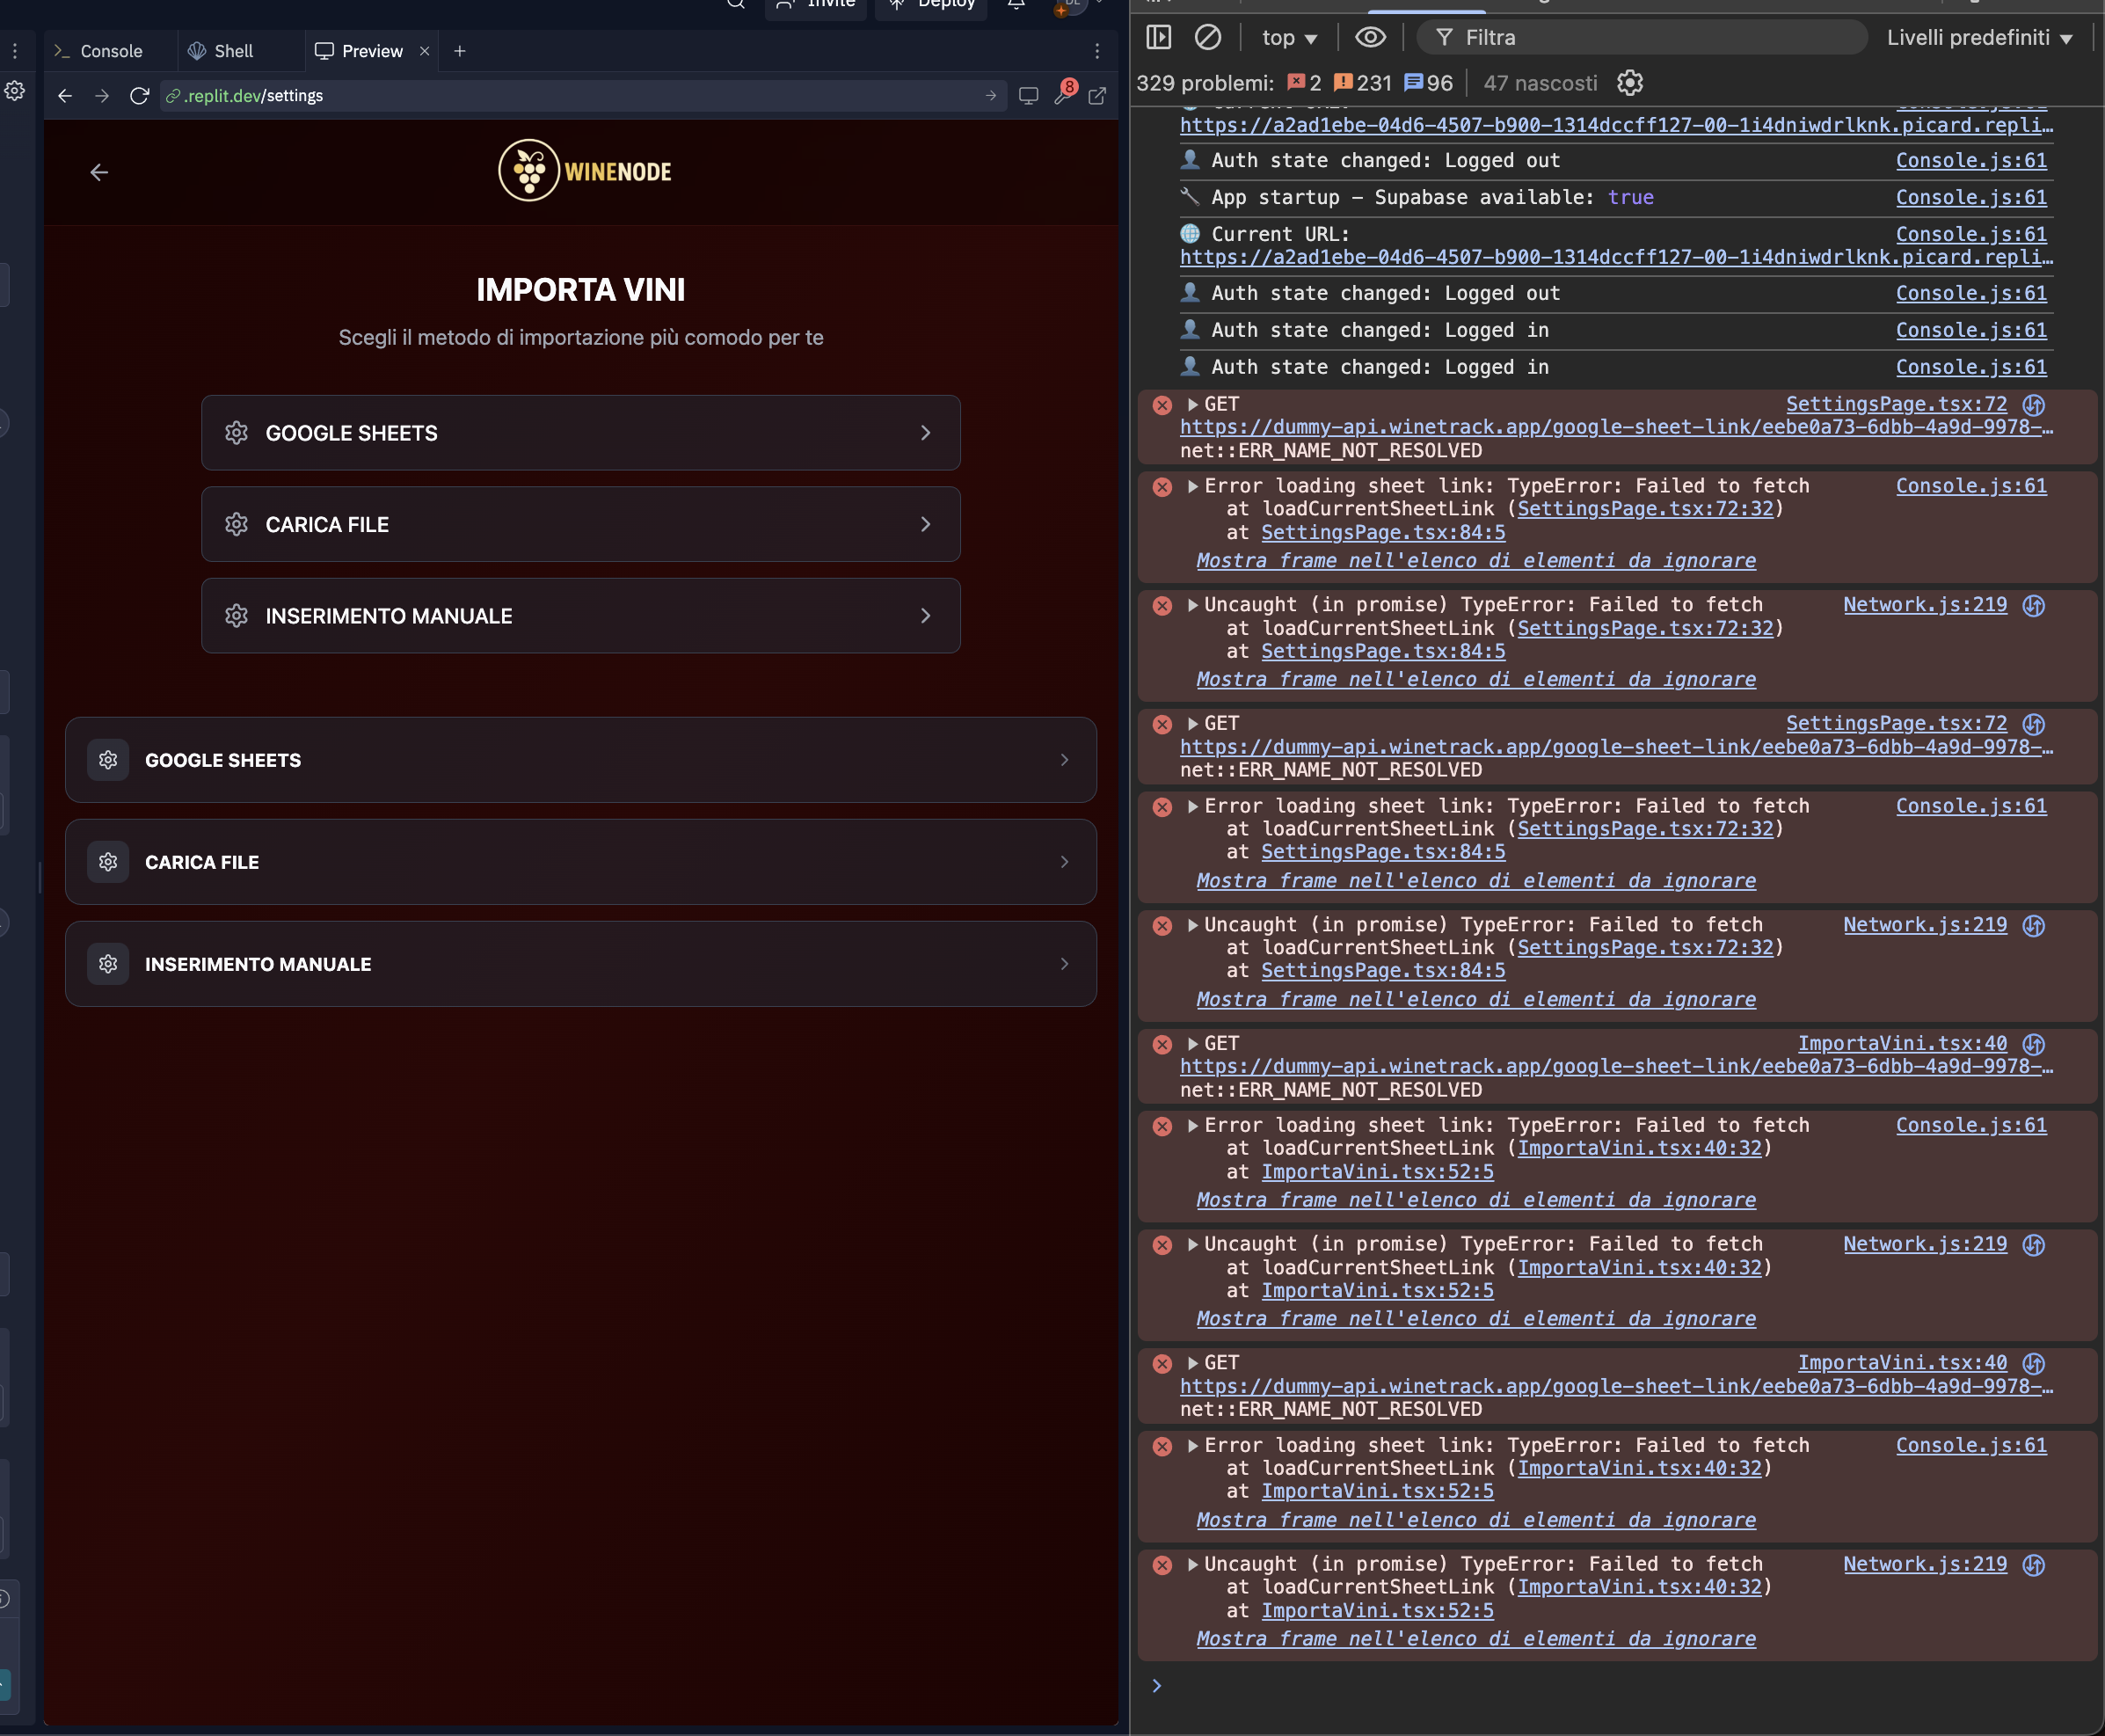 Invite
Deploy
Console
Shell
Preview
.replit.dev/settings
8
WINENODE
IMPORTA VINI
Scegli il metodo di importazione più comodo per te
GOOGLE SHEETS
CARICA FILE
INSERIMENTO MANUALE
GOOGLE SHEETS
CARICA FILE
INSERIMENTO MANUALE
top
Filtra
Livelli predefiniti
329 problemi: 2 231 96 47 nascosti
Current URL: Console.js:61
https://a2ad1ebe-04d6-4507-b900-1314dccff127-00-1i4dniwdrlknk.picard.repli…
Auth state changed: Logged out Console.js:61
App startup – Supabase available: true Console.js:61
Current URL: Console.js:61
https://a2ad1ebe-04d6-4507-b900-1314dccff127-00-1i4dniwdrlknk.picard.repli…
Auth state changed: Logged out Console.js:61
Auth state changed: Logged in Console.js:61
Auth state changed: Logged in Console.js:61
GET SettingsPage.tsx:72
https://dummy-api.winetrack.app/google-sheet-link/eebe0a73-6dbb-4a9d-9978-…
net::ERR_NAME_NOT_RESOLVED
Error loading sheet link: TypeError: Failed to fetch Console.js:61
at loadCurrentSheetLink (SettingsPage.tsx:72:32)
at SettingsPage.tsx:84:5
Mostra frame nell'elenco di elementi da ignorare
Uncaught (in promise) TypeError: Failed to fetch Network.js:219
at loadCurrentSheetLink (SettingsPage.tsx:72:32)
at SettingsPage.tsx:84:5
Mostra frame nell'elenco di elementi da ignorare
GET SettingsPage.tsx:72
https://dummy-api.winetrack.app/google-sheet-link/eebe0a73-6dbb-4a9d-9978-…
net::ERR_NAME_NOT_RESOLVED
Error loading sheet link: TypeError: Failed to fetch Console.js:61
at loadCurrentSheetLink (SettingsPage.tsx:72:32)
at SettingsPage.tsx:84:5
Mostra frame nell'elenco di elementi da ignorare
Uncaught (in promise) TypeError: Failed to fetch Network.js:219
at loadCurrentSheetLink (SettingsPage.tsx:72:32)
at SettingsPage.tsx:84:5
Mostra frame nell'elenco di elementi da ignorare
GET ImportaVini.tsx:40
https://dummy-api.winetrack.app/google-sheet-link/eebe0a73-6dbb-4a9d-9978-…
net::ERR_NAME_NOT_RESOLVED
Error loading sheet link: TypeError: Failed to fetch Console.js:61
at loadCurrentSheetLink (ImportaVini.tsx:40:32)
at ImportaVini.tsx:52:5
Mostra frame nell'elenco di elementi da ignorare
Uncaught (in promise) TypeError: Failed to fetch Network.js:219
at loadCurrentSheetLink (ImportaVini.tsx:40:32)
at ImportaVini.tsx:52:5
Mostra frame nell'elenco di elementi da ignorare
GET ImportaVini.tsx:40
https://dummy-api.winetrack.app/google-sheet-link/eebe0a73-6dbb-4a9d-9978-…
net::ERR_NAME_NOT_RESOLVED
Error loading sheet link: TypeError: Failed to fetch Console.js:61
at loadCurrentSheetLink (ImportaVini.tsx:40:32)
at ImportaVini.tsx:52:5
Mostra frame nell'elenco di elementi da ignorare
Uncaught (in promise) TypeError: Failed to fetch Network.js:219
at loadCurrentSheetLink (ImportaVini.tsx:40:32)
at ImportaVini.tsx:52:5
Mostra frame nell'elenco di elementi da ignorare